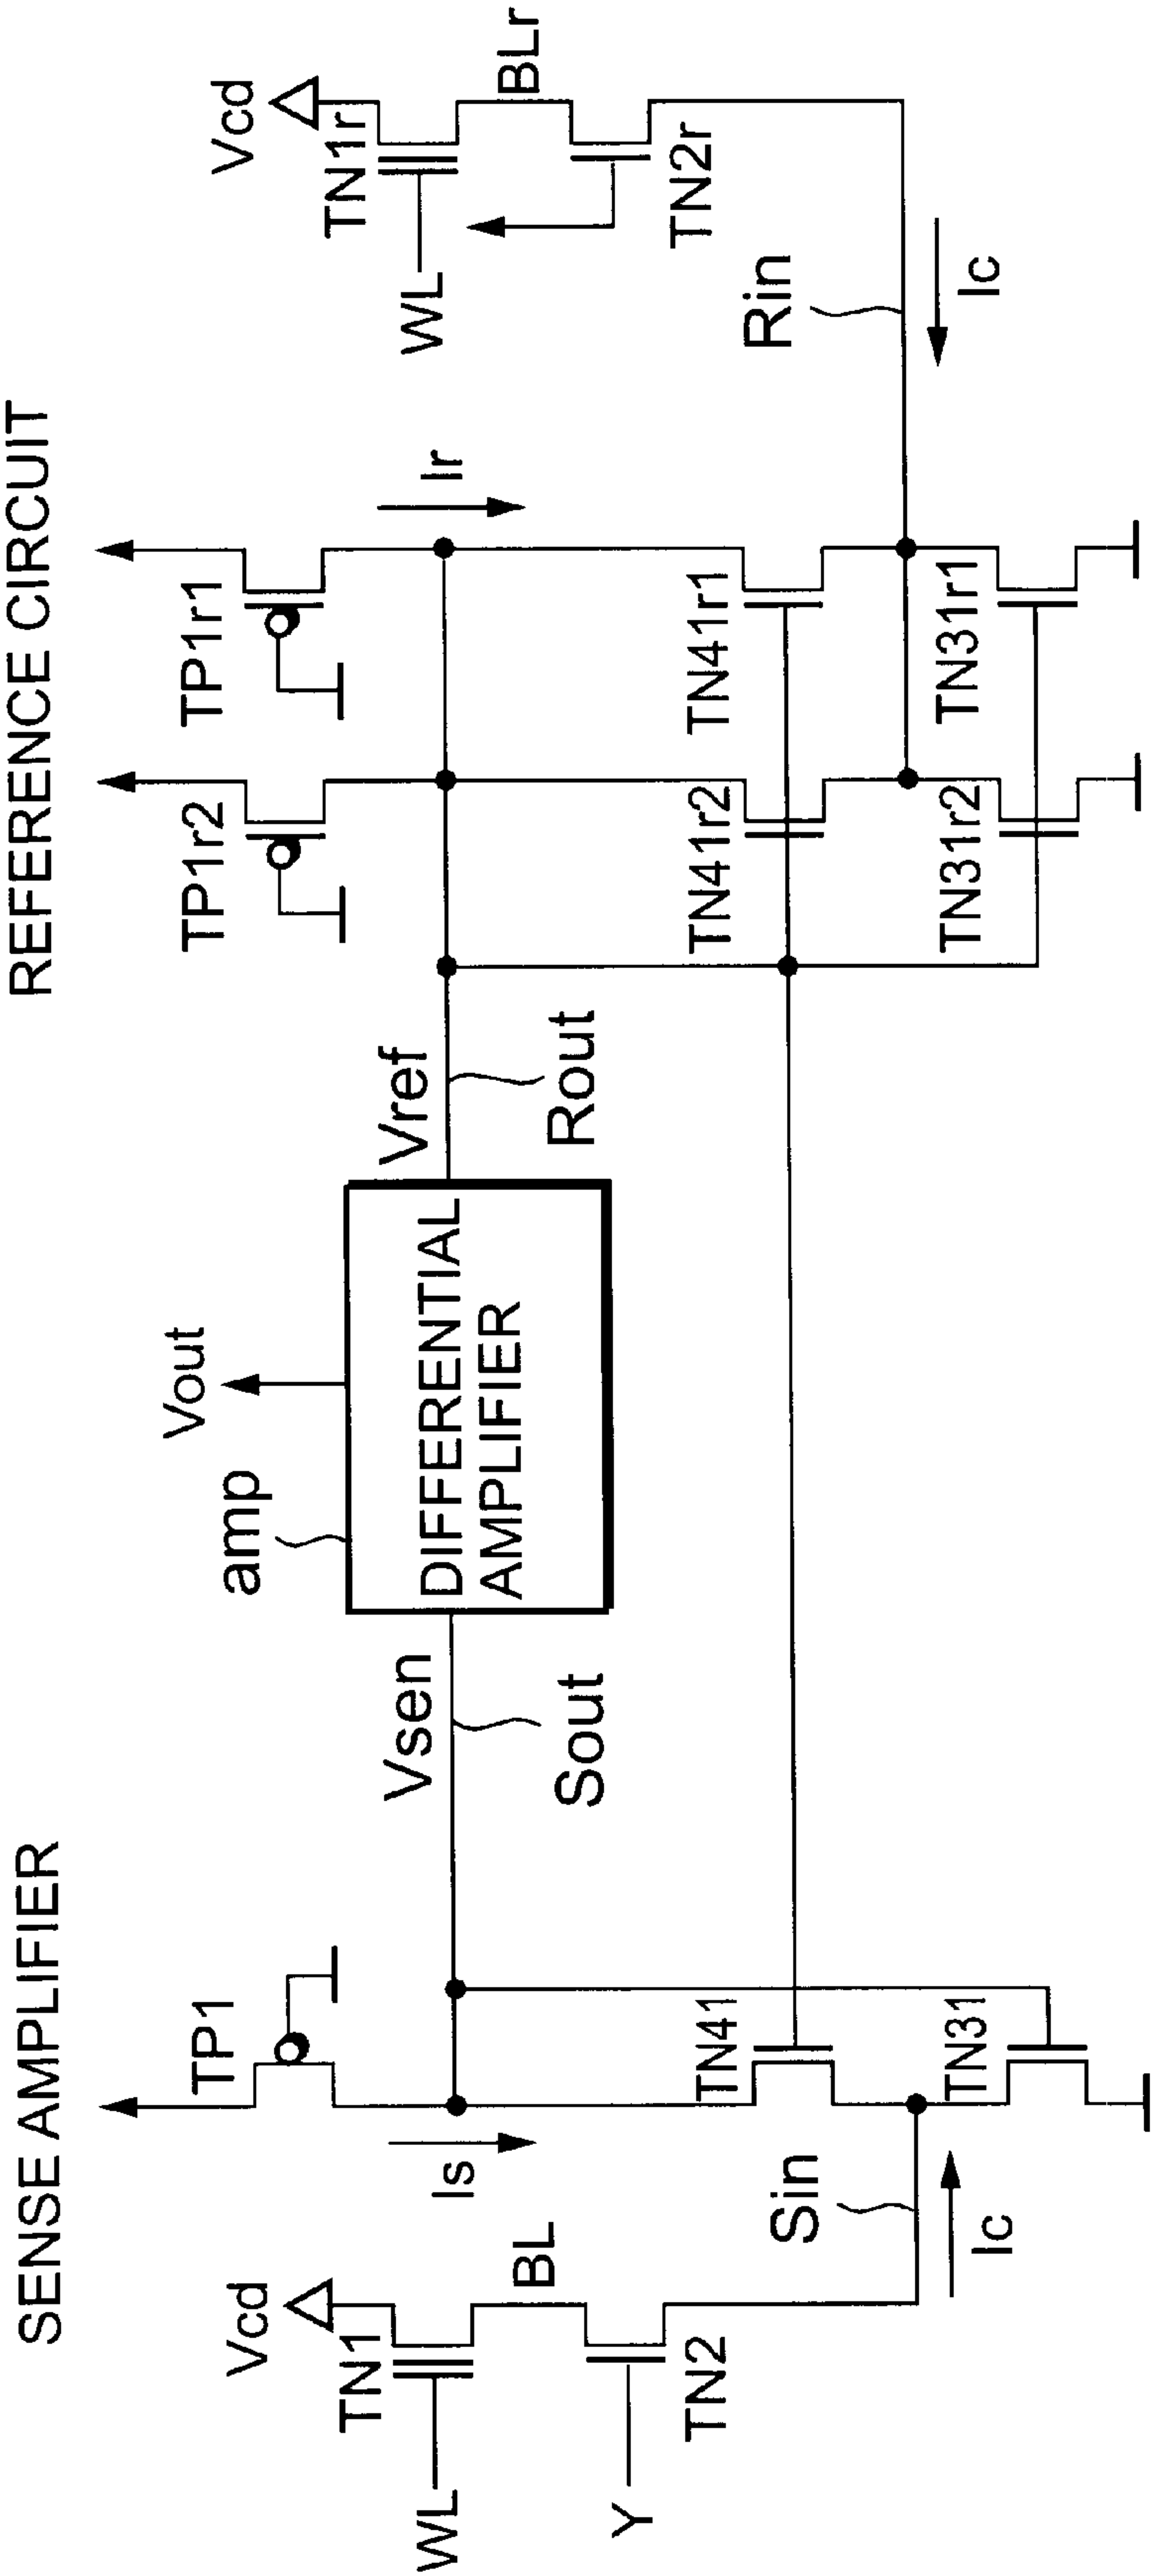 SENSE AMPLIFIER
REFERENCE CIRCUIT
Vcd
TN1
WL
BL
Y
TN2
TP1
Is
Sin
Ic
TN41
TN31
Vsen
Sout
amp
Vout
DIFFERENTIAL
AMPLIFIER
Vref
Rout
TP1r2
TP1r1
Ir
TN41r2
TN41r1
TN31r2
TN31r1
Rin
Ic
Vcd
TN1r
WL
BLr
TN2r